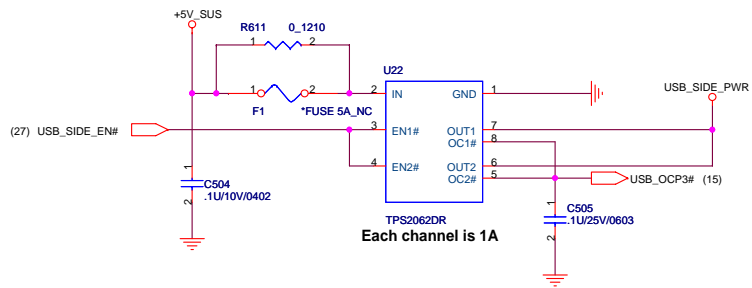 +5V_SUS
R611 0_1210
1 2
U22
USB_SIDE_PWR
1 2 2 IN GND 1
F1 *FUSE 5A_NC
(27) USB_SIDE_EN# 3 EN1# OUT1 7
OC1# 8
1 4 EN2# OUT2 6
OC2# 5 USB_OCP3# (15)
C504
.1U/10V/0402
2
1
C505
.1U/25V/0603
2
TPS2062DR
Each channel is 1A